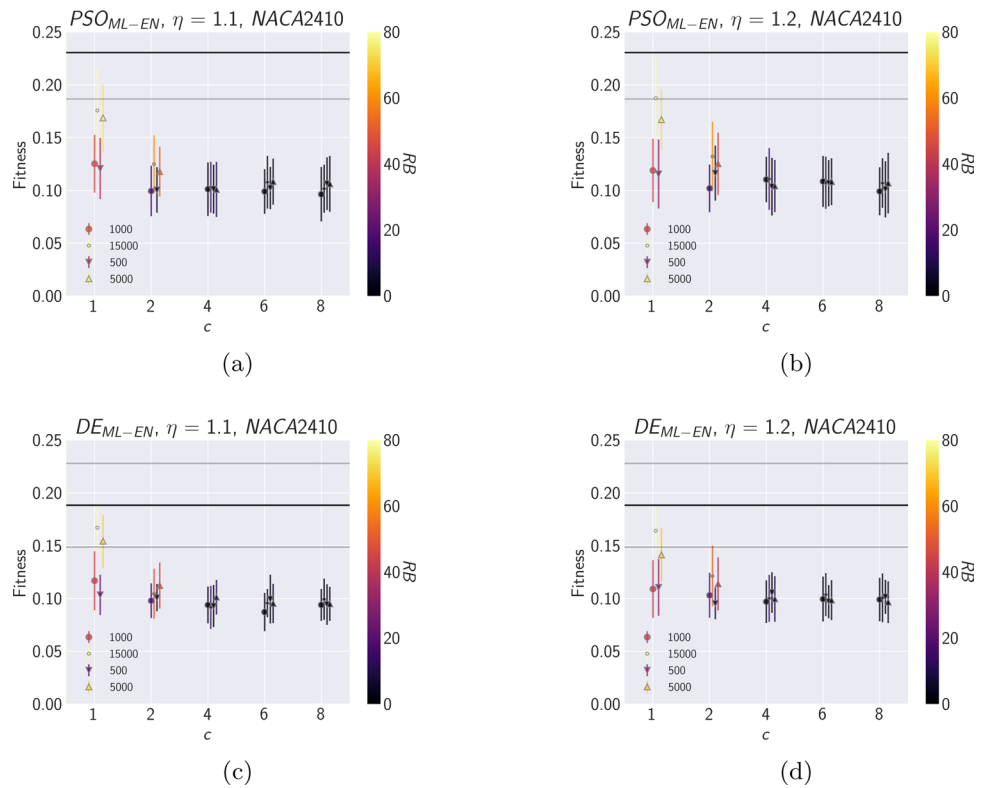 PSO_{ML−EN}, η = 1.1, NACA2410
0.25
0.20
0.15
0.10
0.05
0.00
Fitness
1000
15000
500
5000
1 2 4 6 8
c
80
60
40
20
0
RB
(a)
PSO_{ML−EN}, η = 1.2, NACA2410
0.25
0.20
0.15
0.10
0.05
0.00
Fitness
1000
15000
500
5000
1 2 4 6 8
c
80
60
40
20
0
RB
(b)
DE_{ML−EN}, η = 1.1, NACA2410
0.25
0.20
0.15
0.10
0.05
0.00
Fitness
1000
15000
500
5000
1 2 4 6 8
c
80
60
40
20
0
RB
(c)
DE_{ML−EN}, η = 1.2, NACA2410
0.25
0.20
0.15
0.10
0.05
0.00
Fitness
1000
15000
500
5000
1 2 4 6 8
c
80
60
40
20
0
RB
(d)